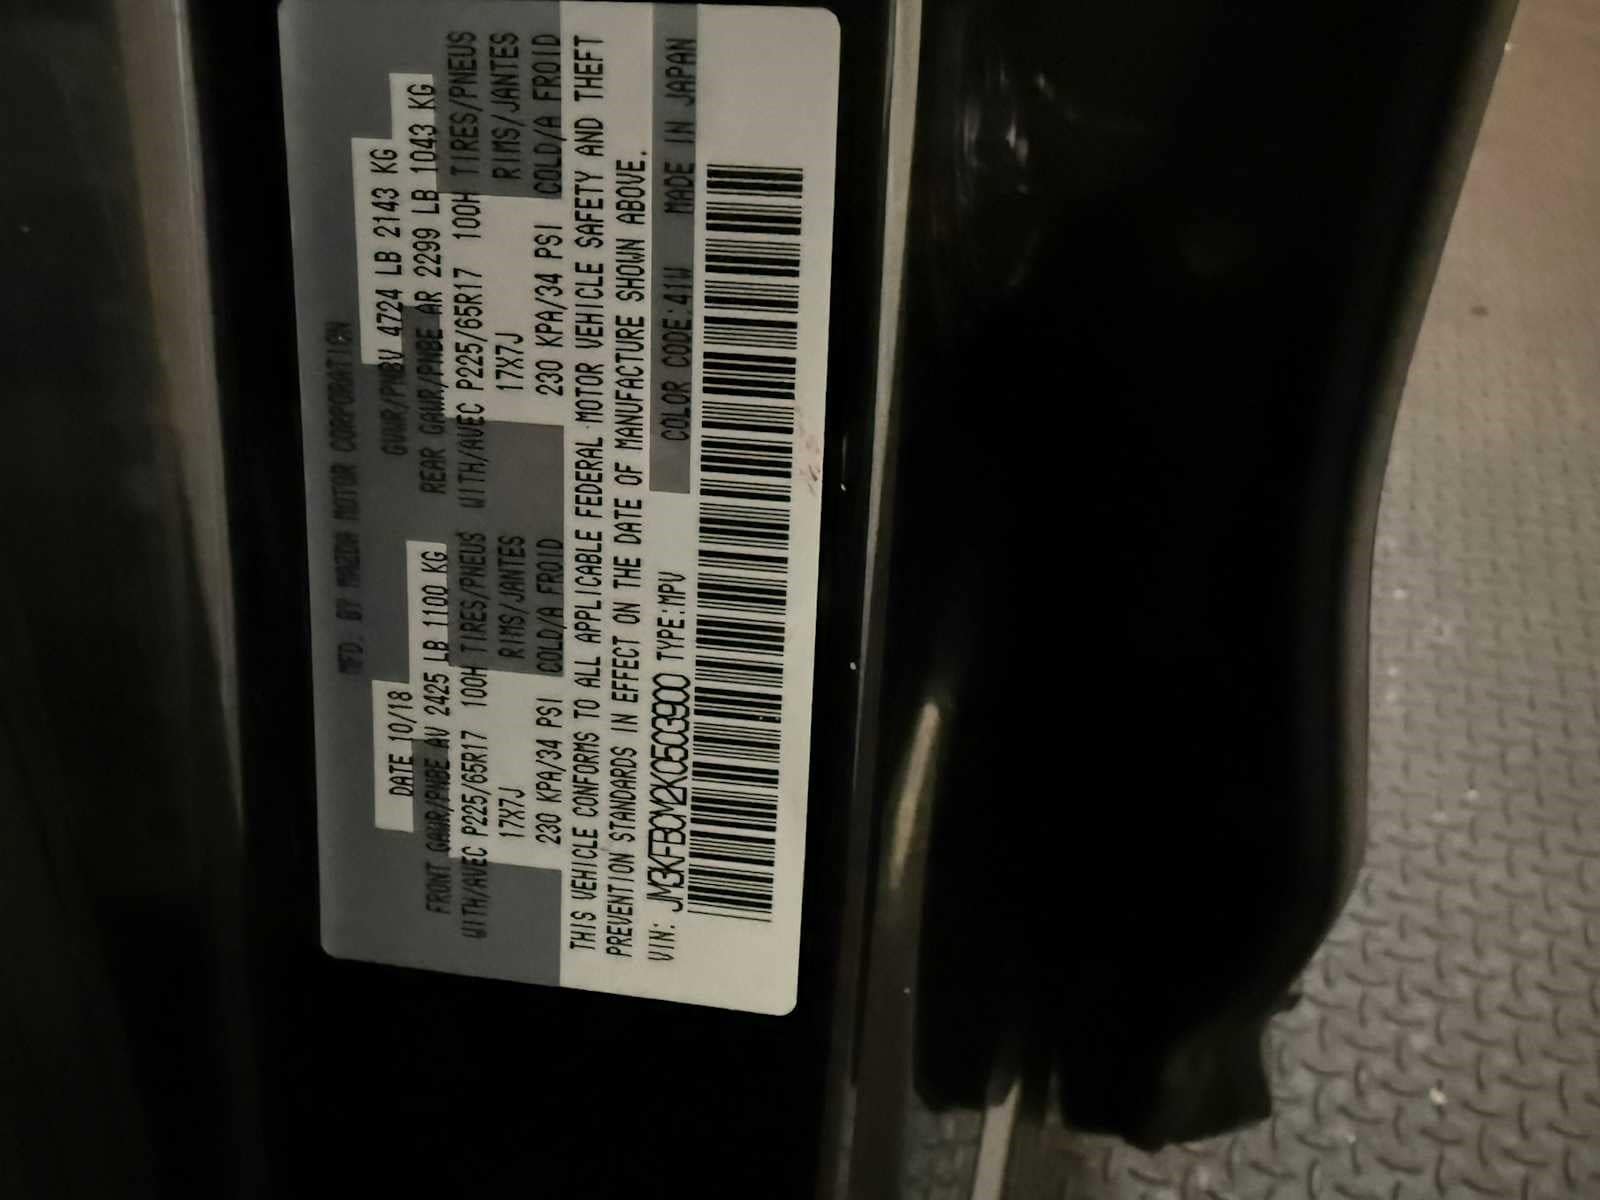 MFD. BY MAZDA MOTOR CORPORATION
DATE 10/18 GVWR/PNBV 4724 LB 2143 KG
FRONT GAWR/PNBE AV 2425 LB 1100 KG REAR GAWR/PNBE AR 2299 LB 1043 KG
WITH/AVEC P225/65R17 100H TIRES/PNEUS WITH/AVEC P225/65R17 100H TIRES/PNEUS
17X7J RIMS/JANTES 17X7J RIMS/JANTES
230 KPA/34 PSI COLD/A FROID 230 KPA/34 PSI COLD/A FROID
THIS VEHICLE CONFORMS TO ALL APPLICABLE FEDERAL MOTOR VEHICLE SAFETY AND THEFT
PREVENTION STANDARDS IN EFFECT ON THE DATE OF MANUFACTURE SHOWN ABOVE.
VIN: JM3KFBCM2K0503900 TYPE:MPV COLOR CODE:41W MADE IN JAPAN